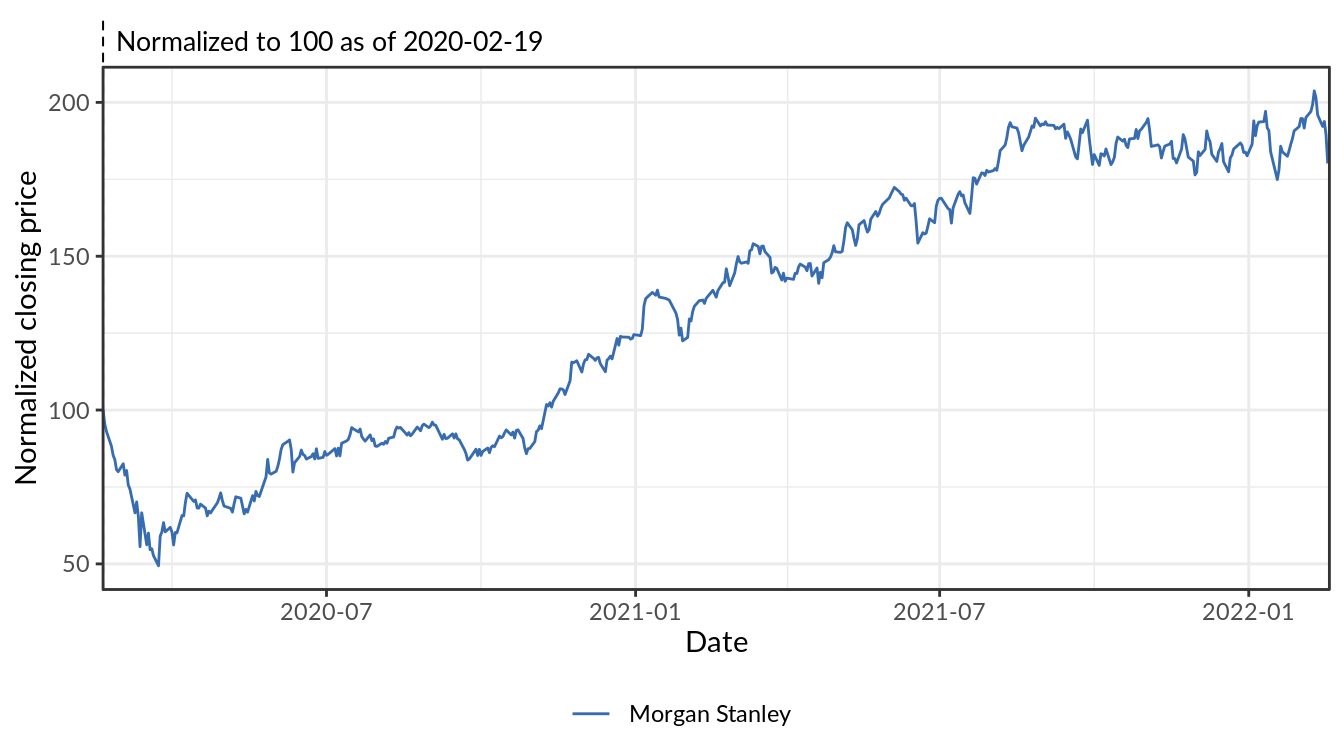 Normalized to 100 as of 2020-02-19
Normalized closing price
200
150
100
50
2020-07
2021-01
2021-07
2022-01
Date
Morgan Stanley